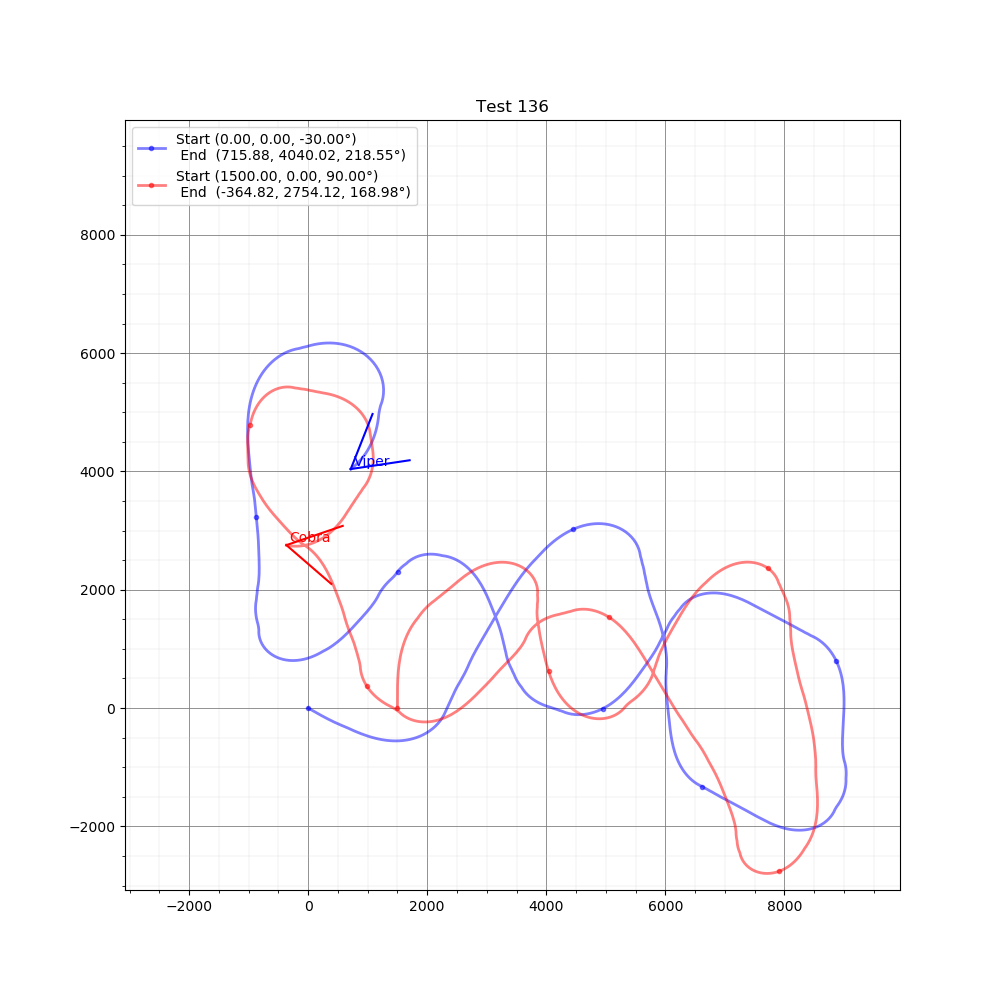 Test 136
Start (0.00, 0.00, -30.00°)
End (715.88, 4040.02, 218.55°)
Start (1500.00, 0.00, 90.00°)
End (-364.82, 2754.12, 168.98°)
8000
6000
4000
2000
0
−2000
Viper
Cobra
−2000 0 2000 4000 6000 8000